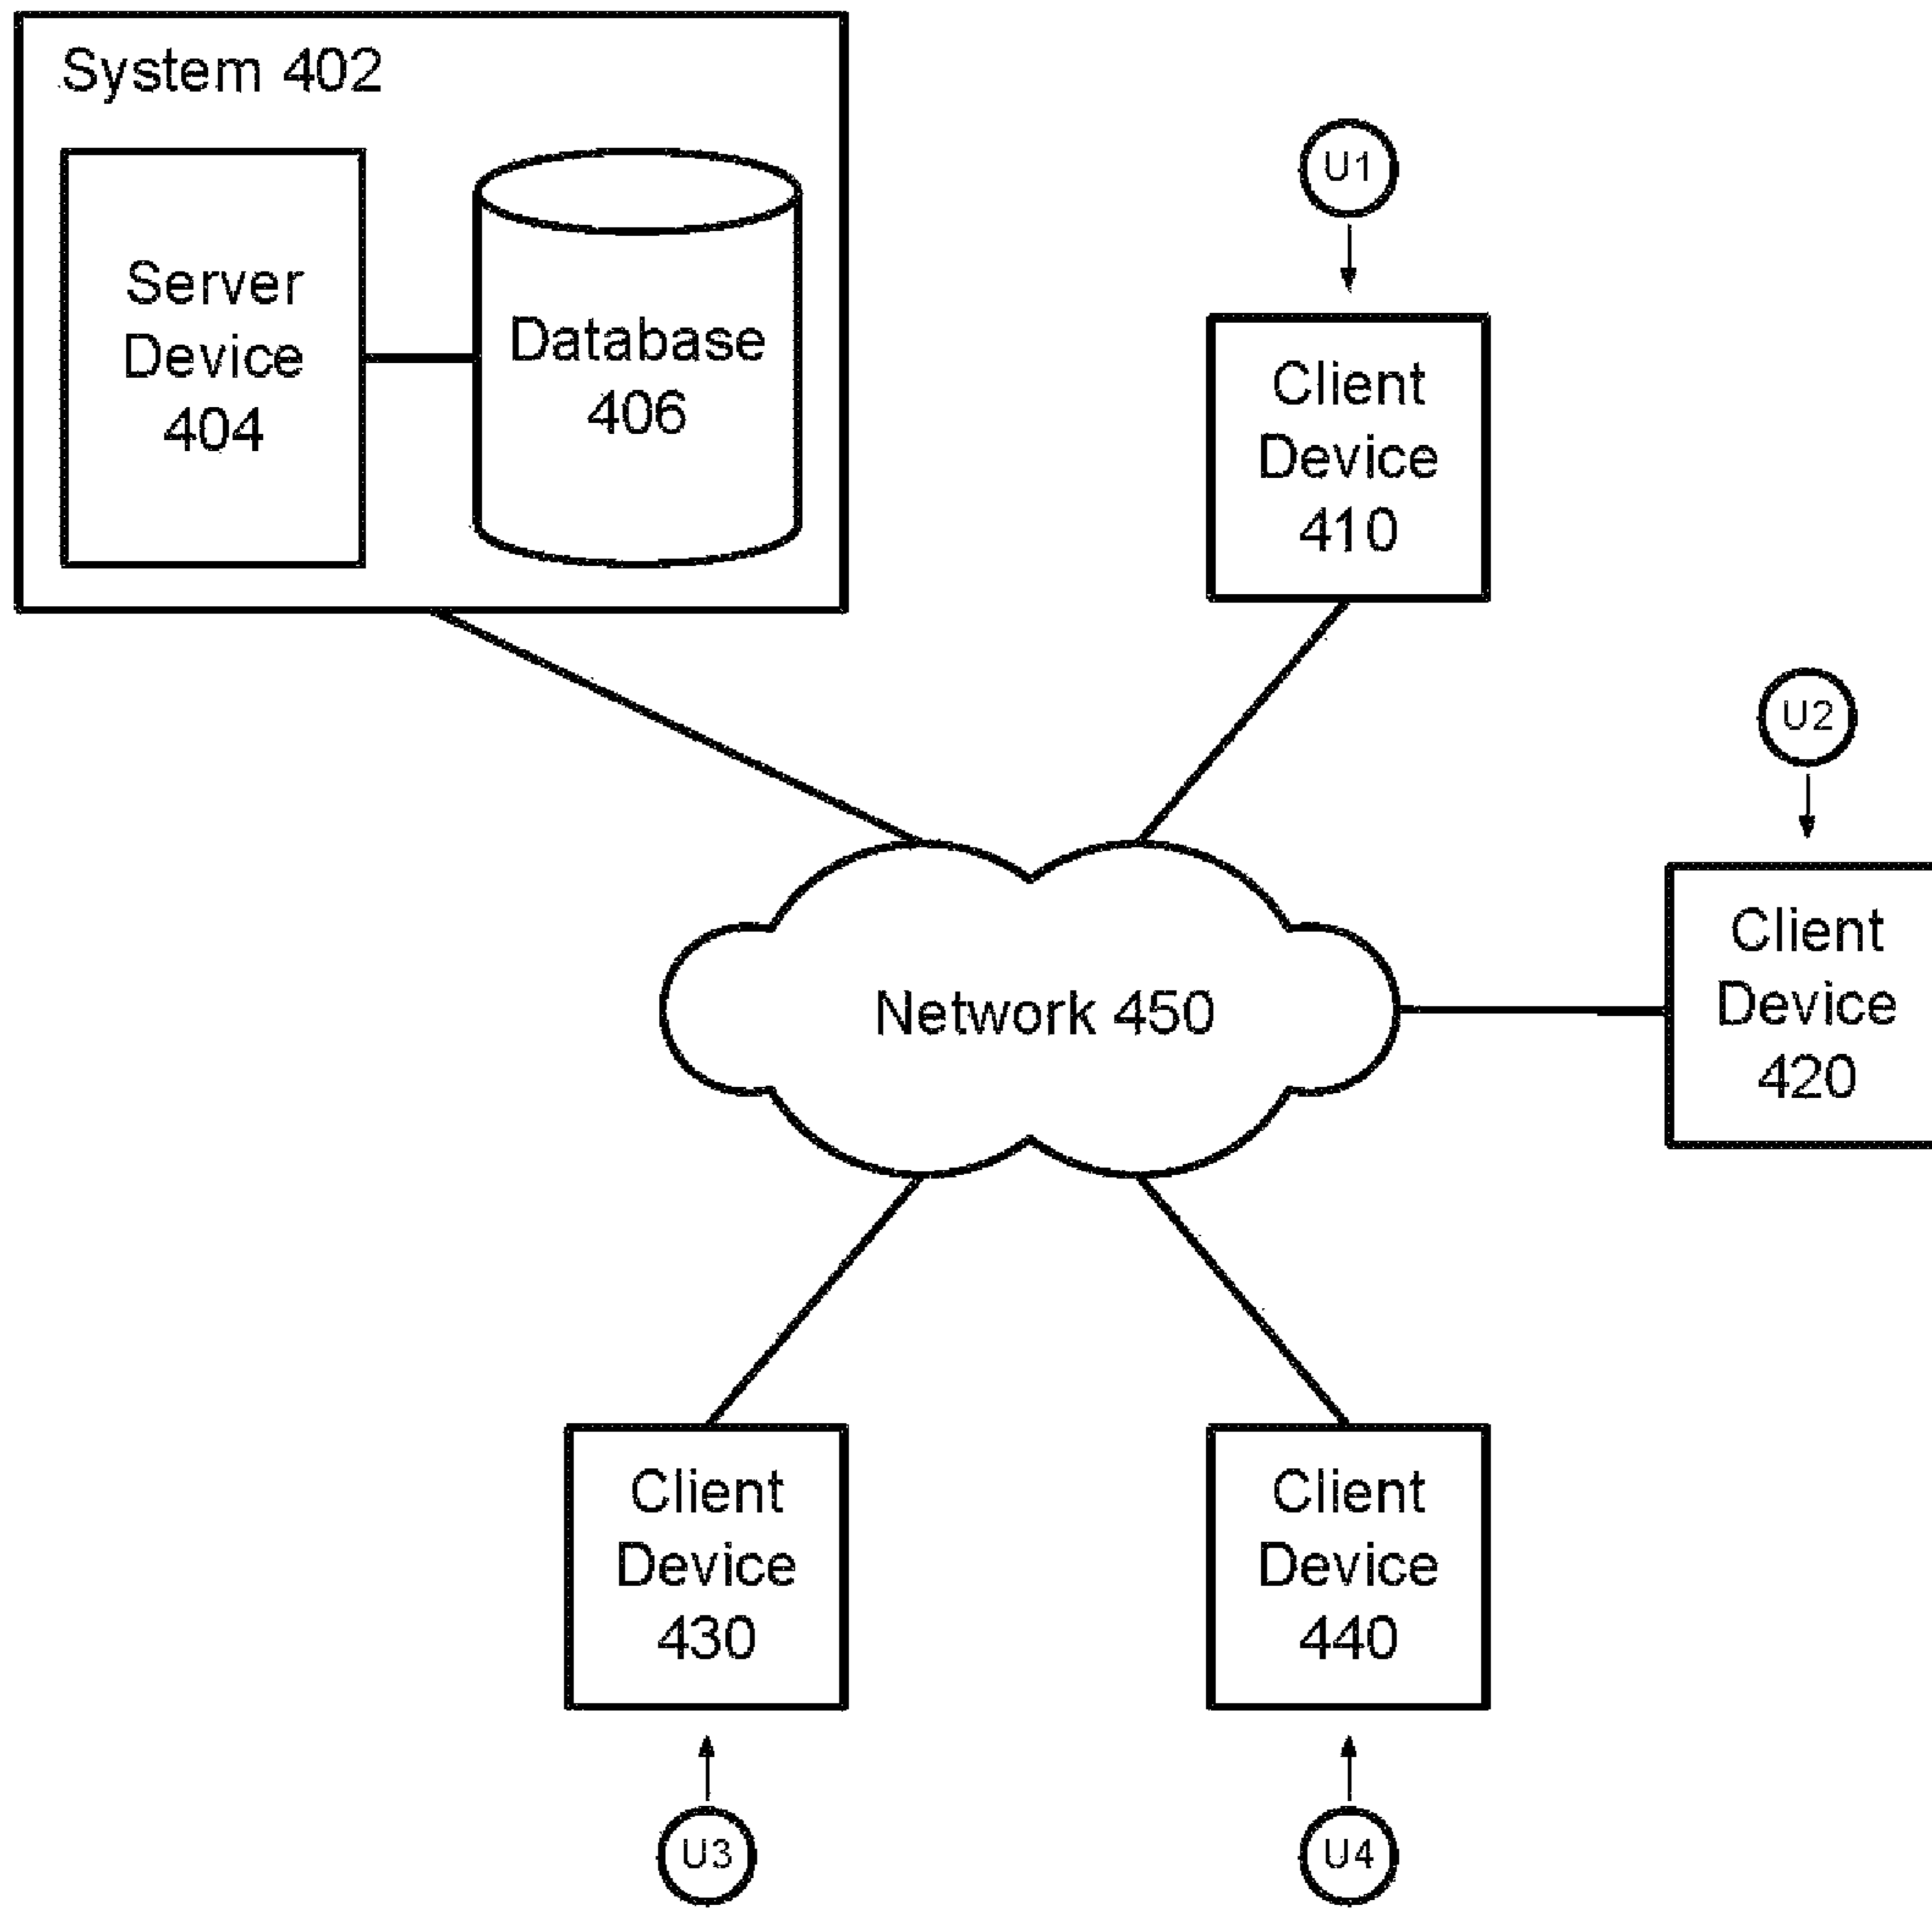 System 402
Server
Device
404
Database
406
U1
Client
Device
410
U2
Client
Device
420
Network 450
Client
Device
430
Client
Device
440
U3
U4